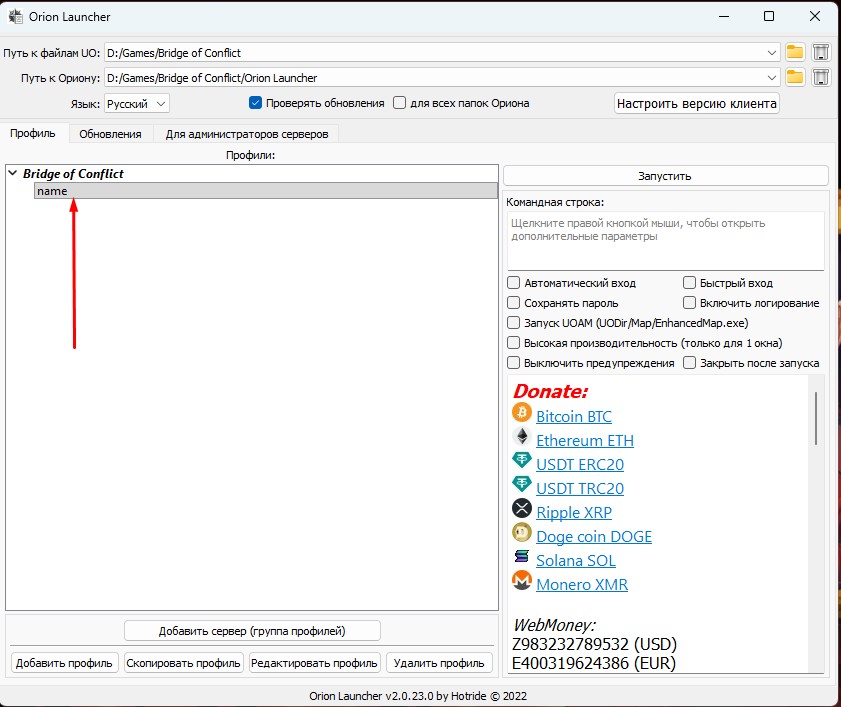 Orion Launcher
Путь к файлам UO: D:/Games/Bridge of Conflict
Путь к Ориону: D:/Games/Bridge of Conflict/Orion Launcher
Язык: Русский Проверять обновления для всех папок Ориона Настроить версию клиента
Профиль Обновления Для администраторов серверов
Профили:
Bridge of Conflict
name
Запустить
Командная строка:
Щелкните правой кнопкой мыши, чтобы открыть
дополнительные параметры
Автоматический вход Быстрый вход
Сохранять пароль Включить логирование
Запуск UOAM (UODir/Map/EnhancedMap.exe)
Высокая производительность (только для 1 окна)
Выключить предупреждения Закрыть после запуска
Donate:
Bitcoin BTC
Ethereum ETH
USDT ERC20
USDT TRC20
Ripple XRP
Doge coin DOGE
Solana SOL
Monero XMR
WebMoney:
Z983232789532 (USD)
E400319624386 (EUR)
Добавить сервер (группа профилей)
Добавить профиль Скопировать профиль Редактировать профиль Удалить профиль
Orion Launcher v2.0.23.0 by Hotride © 2022